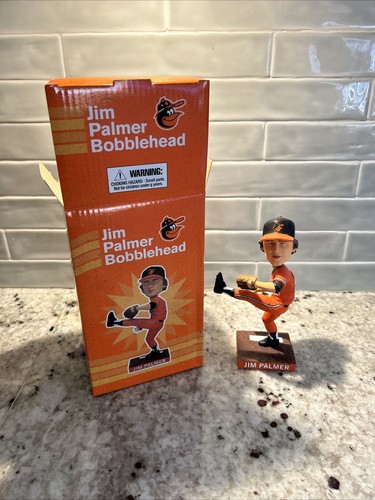 Jim
Palmer
Bobblehead
WARNING:
CHOKING HAZARD - Small parts.
Not for children under 3 years.
Jim
Palmer
Bobblehead
JIM PALMER
JIM PALMER